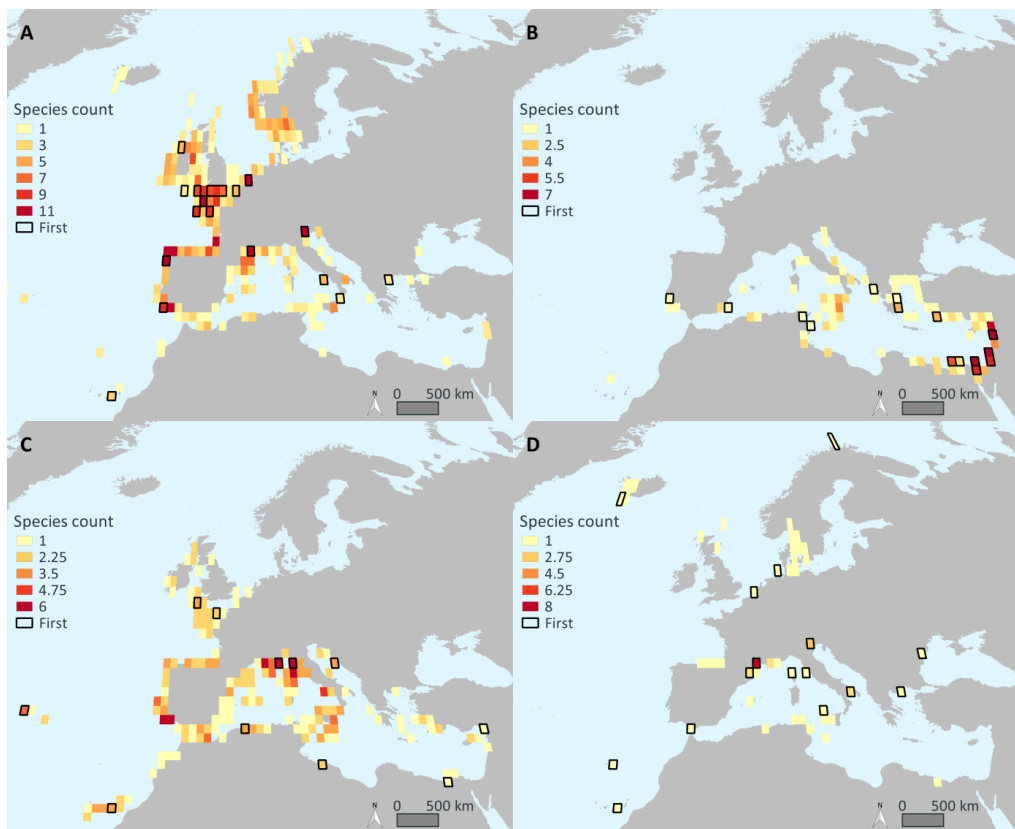 A
Species count
1
3
5
7
9
11
First
N
0 500 km
B
Species count
1
2.5
4
5.5
7
First
N
0 500 km
C
Species count
1
2.25
3.5
4.75
6
First
N
0 500 km
D
Species count
1
2.75
4.5
6.25
8
First
N
0 500 km